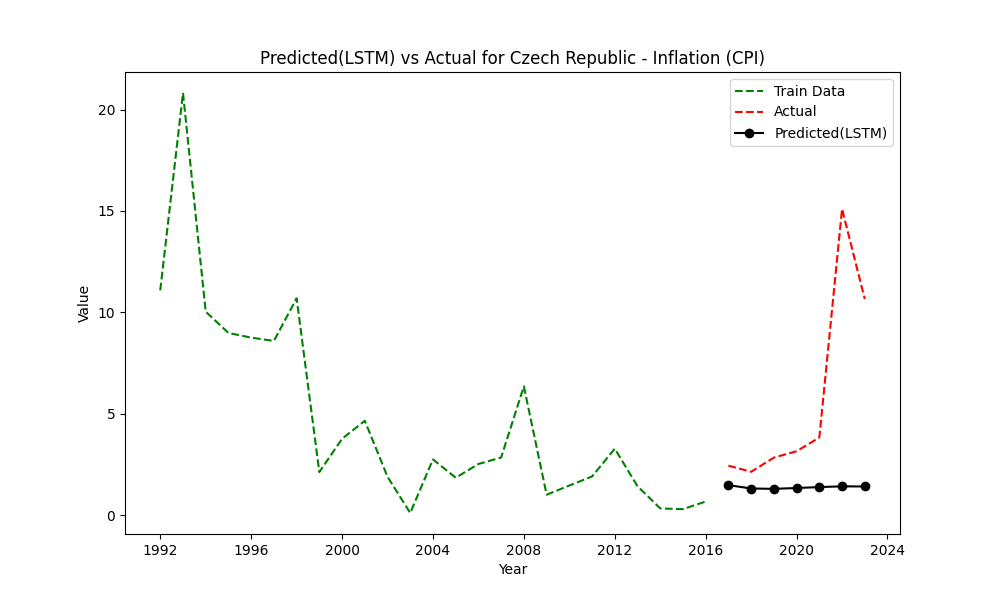 Predicted(LSTM) vs Actual for Czech Republic - Inflation (CPI)
Train Data
Actual
Predicted(LSTM)
20
15
10
5
0
Value
1992 1996 2000 2004 2008 2012 2016 2020 2024
Year